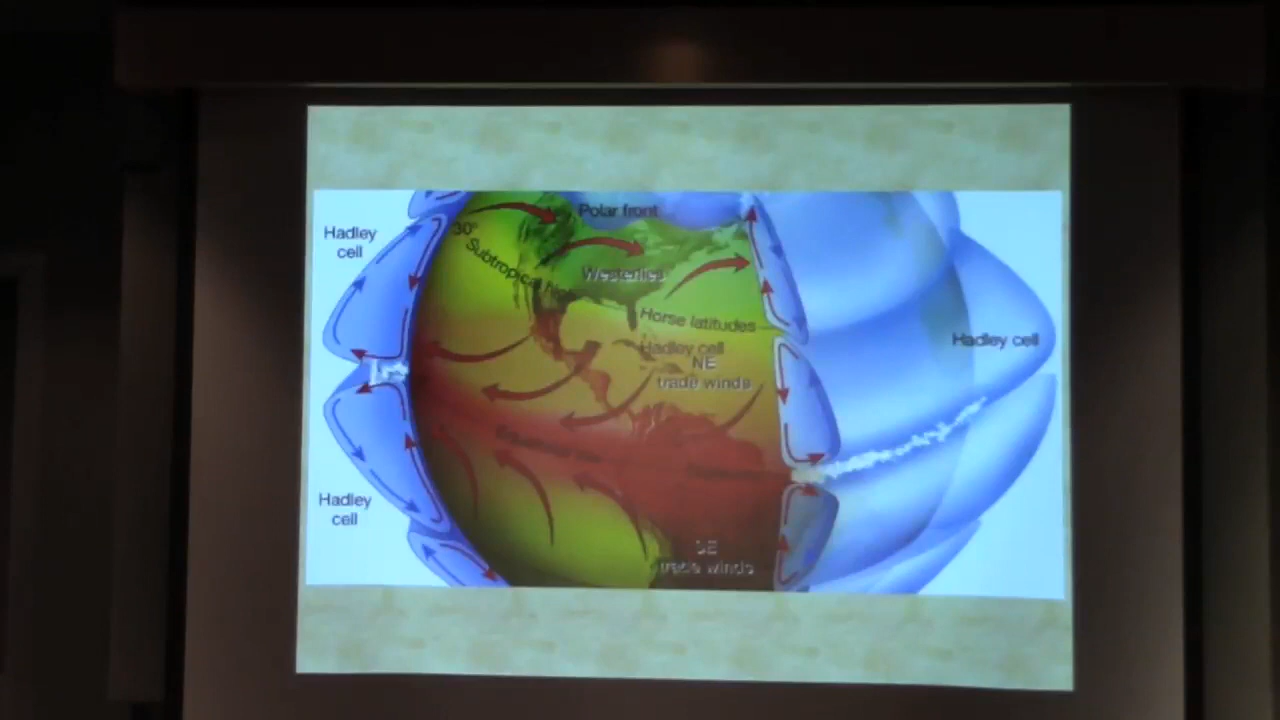 Polar front
Hadley
cell
30°
Subtropical
Westerlies
Horse latitudes
Hadley cell
Hadley cell
NE
trade winds
Hadley
cell
SE
trade winds